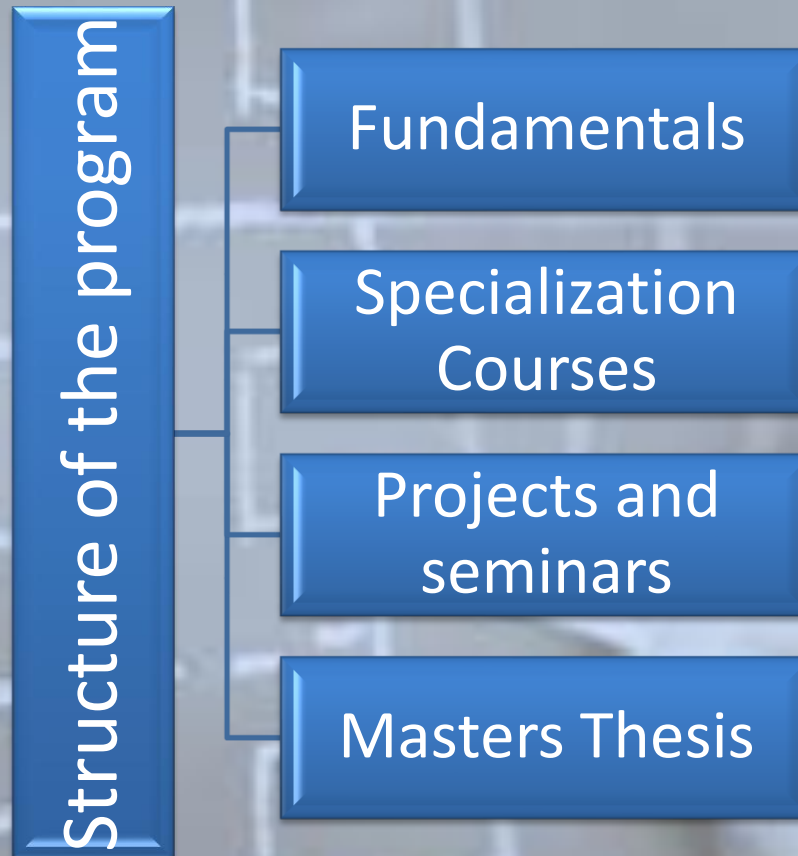 Structure of the program
Fundamentals
Specialization
Courses
Projects and
seminars
Masters Thesis